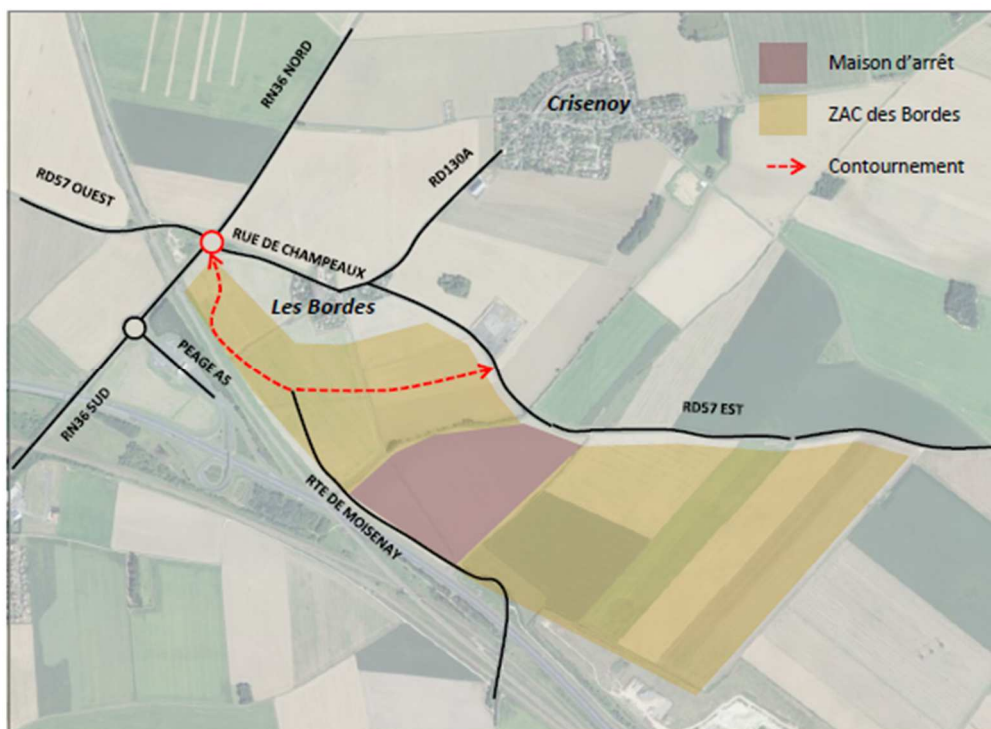 RN36 NORD
Crisenoy
Maison d'arrêt
ZAC des Bordes
Contournement
RD130A
RD57 OUEST
RUE DE CHAMPEAUX
Les Bordes
PEAGE A5
RN36 SUD
RD57 EST
RTE DE MOISENAY